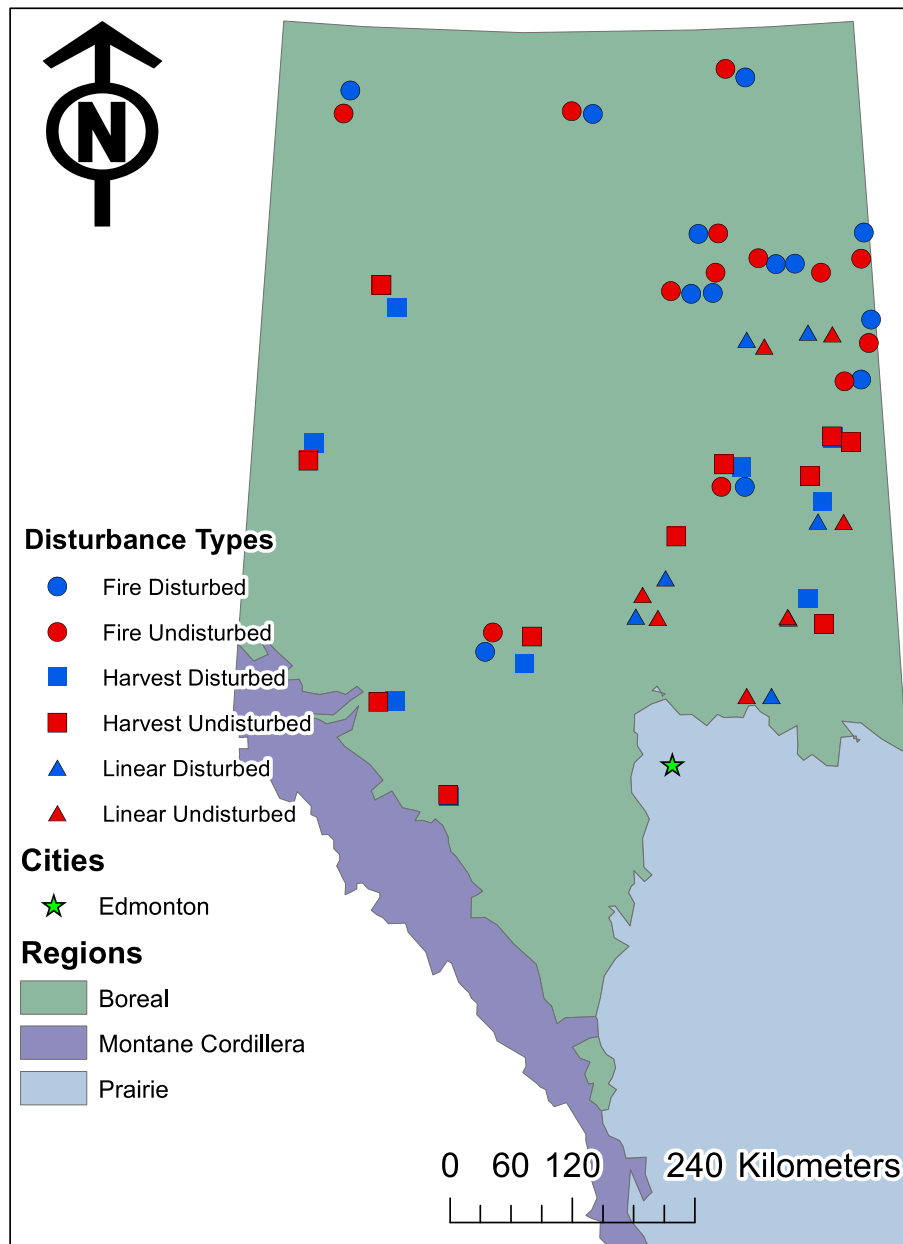 N
Disturbance Types
Fire Disturbed
Fire Undisturbed
Harvest Disturbed
Harvest Undisturbed
Linear Disturbed
Linear Undisturbed
Cities
Edmonton
Regions
Boreal
Montane Cordillera
Prairie
0 60 120 240 Kilometers